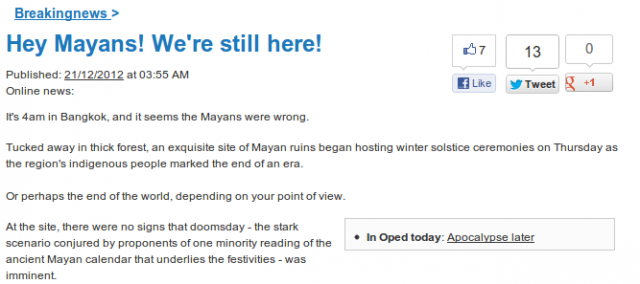 Breakingnews >
Hey Mayans! We're still here!
7
13
0
Like
Tweet
+1
Published: 21/12/2012 at 03:55 AM
Online news:
It's 4am in Bangkok, and it seems the Mayans were wrong.
Tucked away in thick forest, an exquisite site of Mayan ruins began hosting winter solstice ceremonies on Thursday as
the region's indigenous people marked the end of an era.
Or perhaps the end of the world, depending on your point of view.
At the site, there were no signs that doomsday - the stark
scenario conjured by proponents of one minority reading of the
ancient Mayan calendar that underlies the festivities - was
imminent.
• In Oped today: Apocalypse later